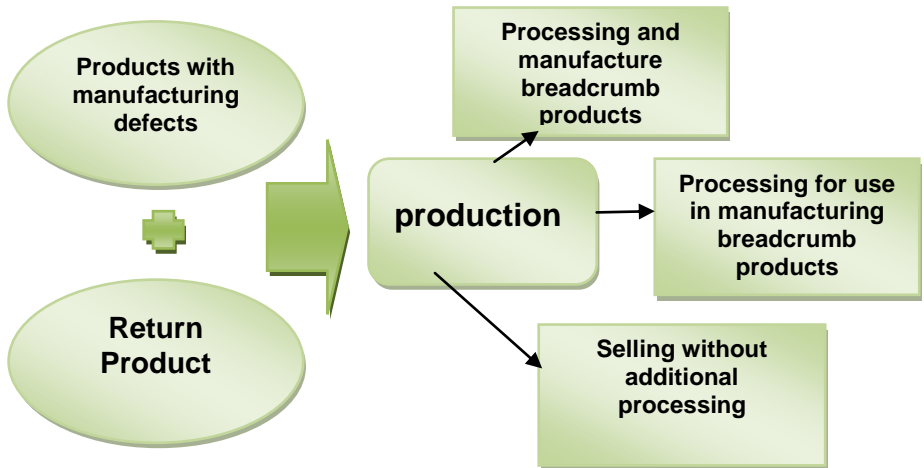 Products with
manufacturing
defects
Return
Product
production
Processing and
manufacture
breadcrumb
products
Processing for use
in manufacturing
breadcrumb
products
Selling without
additional
processing